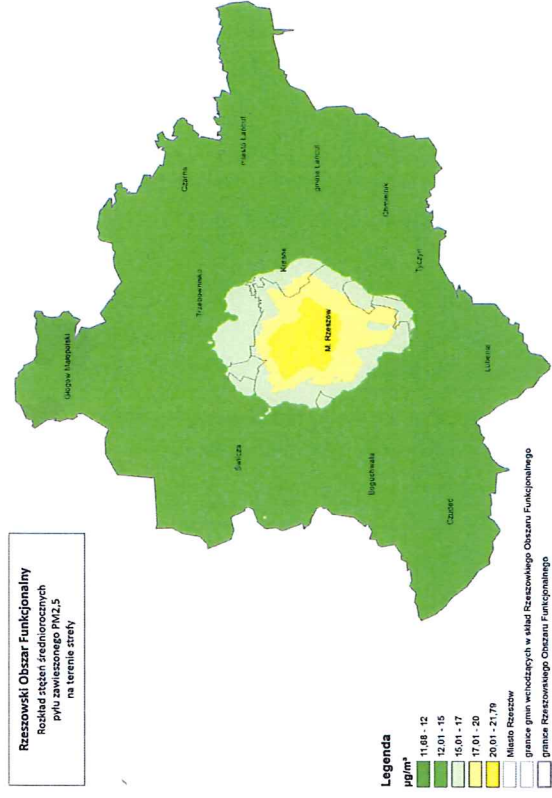 Rzeszowski Obszar Funkcjonalny
Rozkład stężeń średniorocznych
pyłu zawieszonego PM2,5
na terenie strefy
Głogów Małopolski
Trzebownisko
Czarna
miasto Łańcut
Świlcza
Krasne
gmina Łańcut
M. Rzeszów
Chmielnik
Boguchwała
Tyczyn
Czudec
Lubenia
Legenda
µg/m³
11,68 - 12
12,01 - 15
15,01 - 17
17,01 - 20
20,01 - 21,79
Miasto Rzeszów
granice gmin wchodzących w skład Rzeszowkiego Obszaru Funkcjonalnego
granice Rzeszowskiego Obszaru Funkcjonalnego